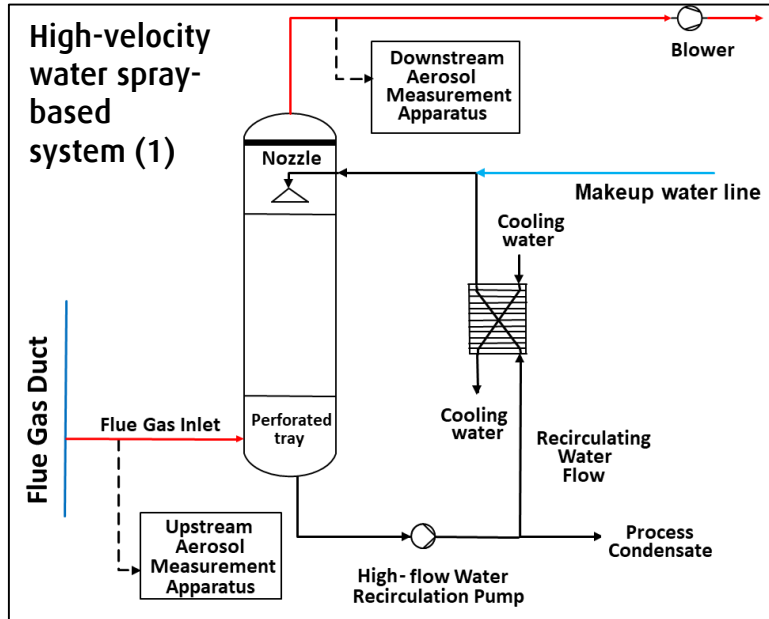 High-velocity
water spray-
based
system (1)
Blower
Downstream
Aerosol
Measurement
Apparatus
Nozzle
Makeup water line
Cooling
water
Flue Gas Duct
Flue Gas Inlet
Perforated
tray
Cooling
water
Recirculating
Water
Flow
Upstream
Aerosol
Measurement
Apparatus
High-flow Water
Recirculation Pump
Process
Condensate